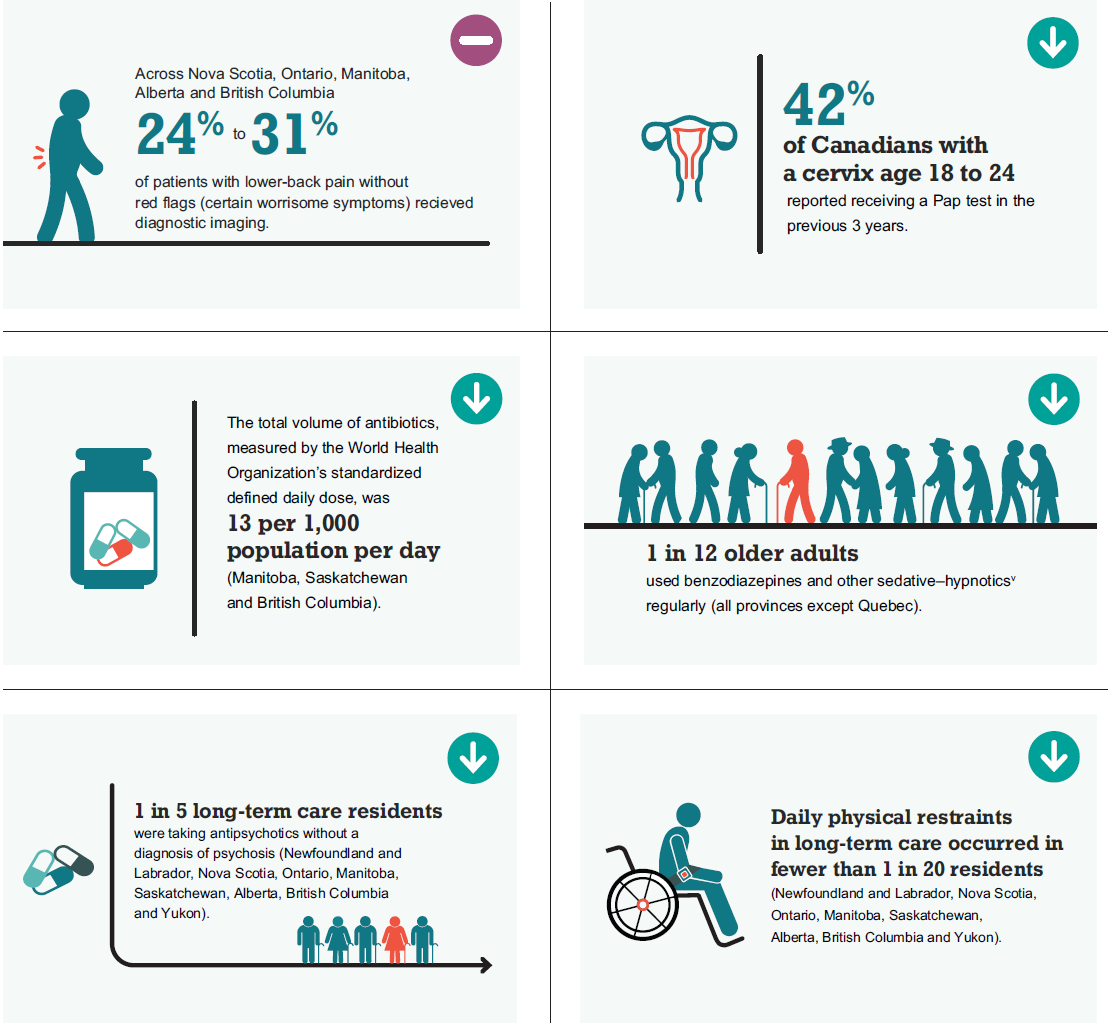 Across Nova Scotia, Ontario, Manitoba,
Alberta and British Columbia
24% to 31%
of patients with lower-back pain without
red flags (certain worrisome symptoms) recieved
diagnostic imaging.
42%
of Canadians with
a cervix age 18 to 24
reported receiving a Pap test in the
previous 3 years.
The total volume of antibiotics,
measured by the World Health
Organization's standardized
defined daily dose, was
13 per 1,000
population per day
(Manitoba, Saskatchewan
and British Columbia).
1 in 12 older adults
used benzodiazepines and other sedative–hypnoticsᵛ
regularly (all provinces except Quebec).
1 in 5 long-term care residents
were taking antipsychotics without a
diagnosis of psychosis (Newfoundland and
Labrador, Nova Scotia, Ontario, Manitoba,
Saskatchewan, Alberta, British Columbia
and Yukon).
Daily physical restraints
in long-term care occurred in
fewer than 1 in 20 residents
(Newfoundland and Labrador, Nova Scotia,
Ontario, Manitoba, Saskatchewan,
Alberta, British Columbia and Yukon).